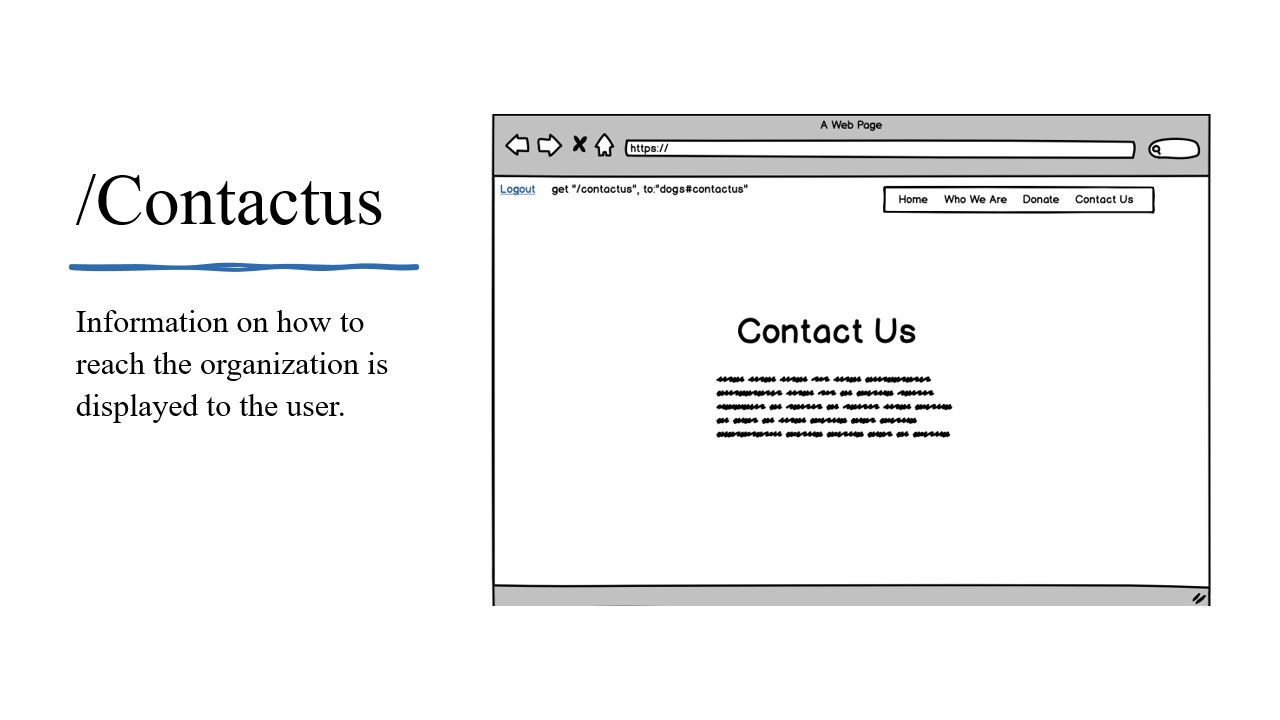 /Contactus
Information on how to
reach the organization is
displayed to the user.
A Web Page
https://
Logout get "/contactus", to:"dogs#contactus"
Home Who We Are Donate Contact Us
Contact Us